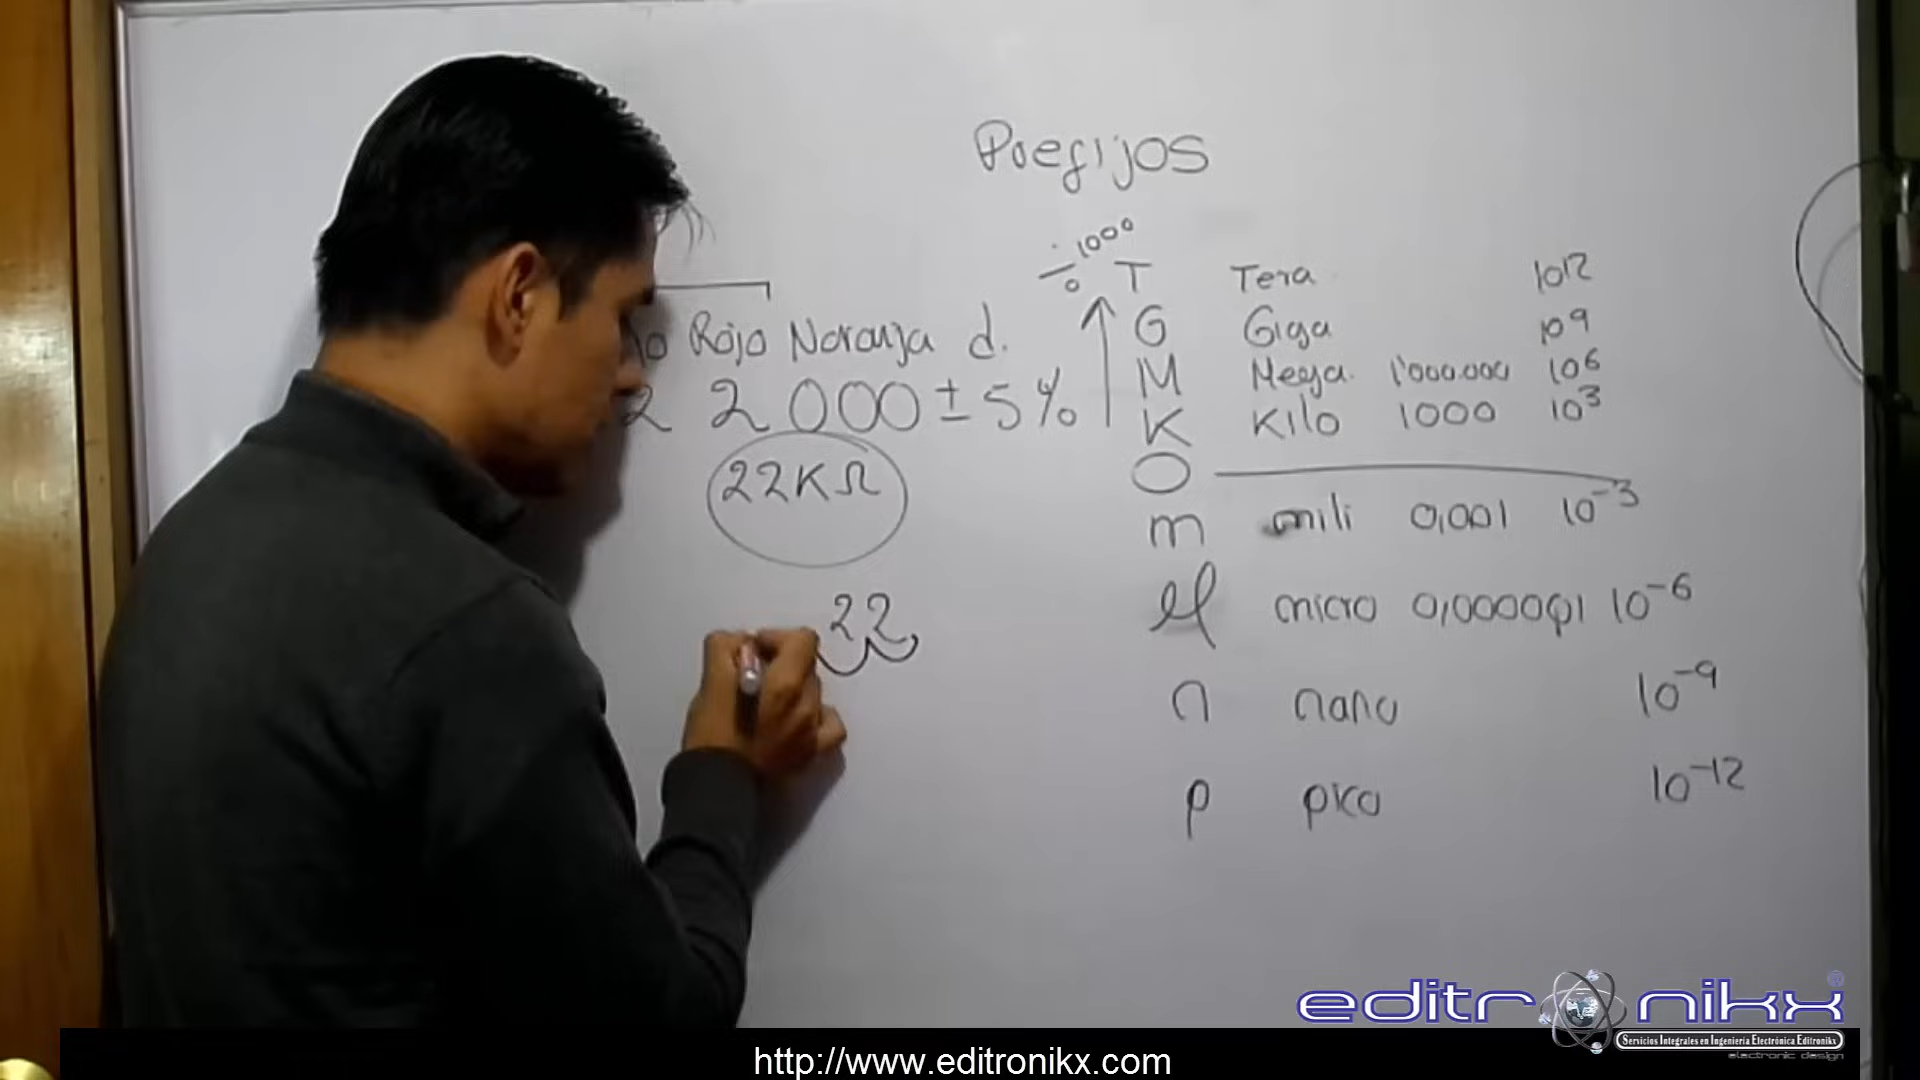 Prefijos
÷1000
T Tera 10¹²
G Giga 10⁹
M Mega 1'000.000 10⁶
K Kilo 1000 10³
O
m mili 0,001 10⁻³
μ micro 0,000001 10⁻⁶
n nano 10⁻⁹
p pico 10⁻¹²
Rojo Naranja d.
2 2 000 ± 5%
22KΩ
22
editronikx®
Servicios Integrales en Ingeniería Electrónica Editronikx
electronic design
http://www.editronikx.com